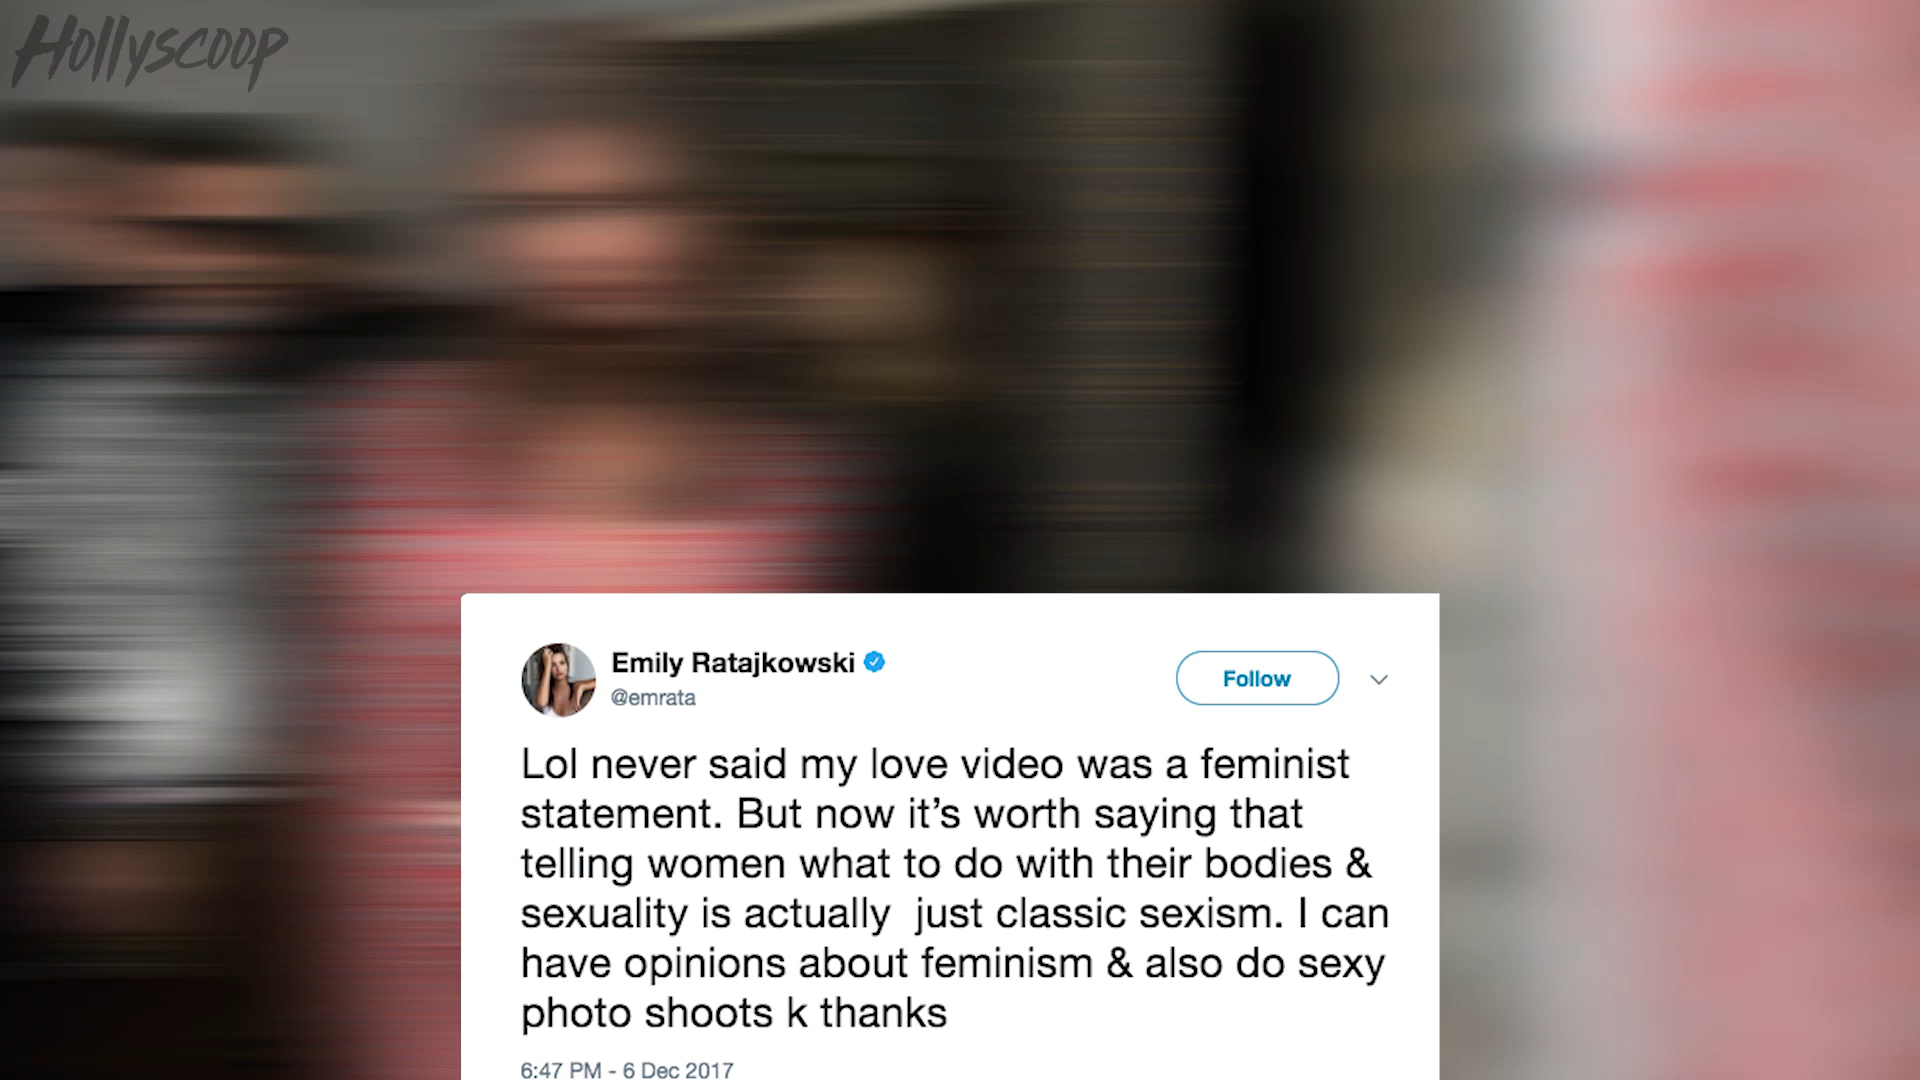 Hollyscoop
Emily Ratajkowski
@emrata
Follow
Lol never said my love video was a feminist
statement. But now it’s worth saying that
telling women what to do with their bodies &
sexuality is actually  just classic sexism. I can
have opinions about feminism & also do sexy
photo shoots k thanks
6:47 PM - 6 Dec 2017